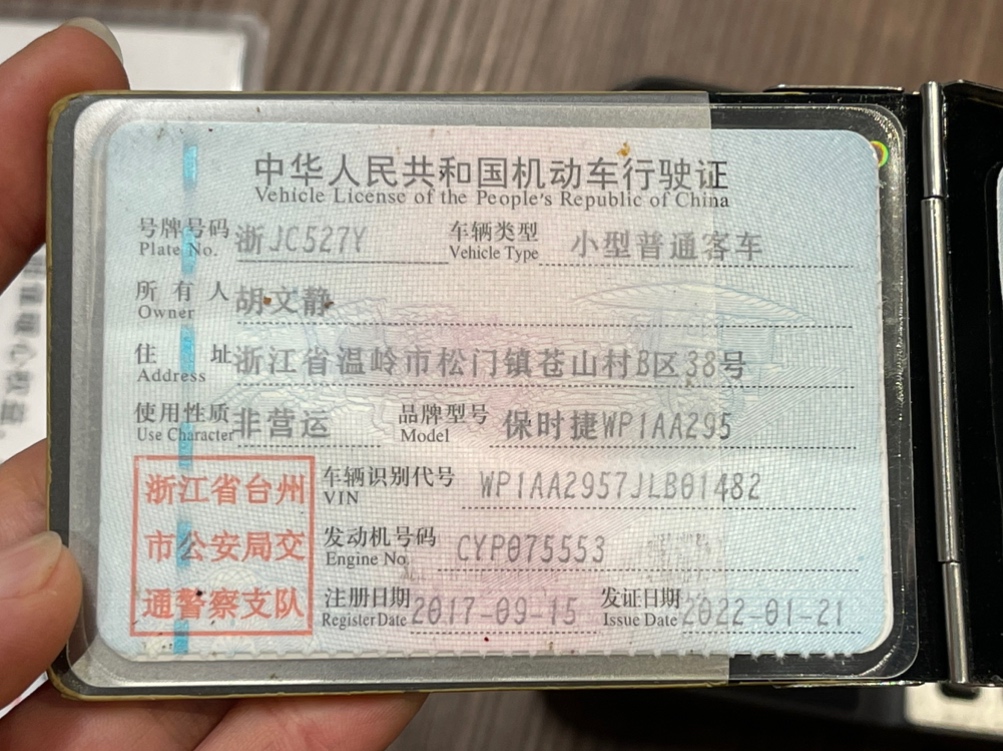 中华人民共和国机动车行驶证
Vehicle License of the People's Republic of China
号牌号码 浙JC527Y 车辆类型 小型普通客车
Plate No. Vehicle Type
所有人 胡文静
Owner
住址 浙江省温岭市松门镇苍山村B区38号
Address
使用性质 非营运 品牌型号 保时捷WP1AA295
Use Character Model
浙江省台州
市公安局交
通警察支队
车辆识别代号 WP1AA2957JLB01482
VIN
发动机号码 CYP075553
Engine No.
注册日期 2017-09-15 发证日期 2022-01-21
Register Date Issue Date